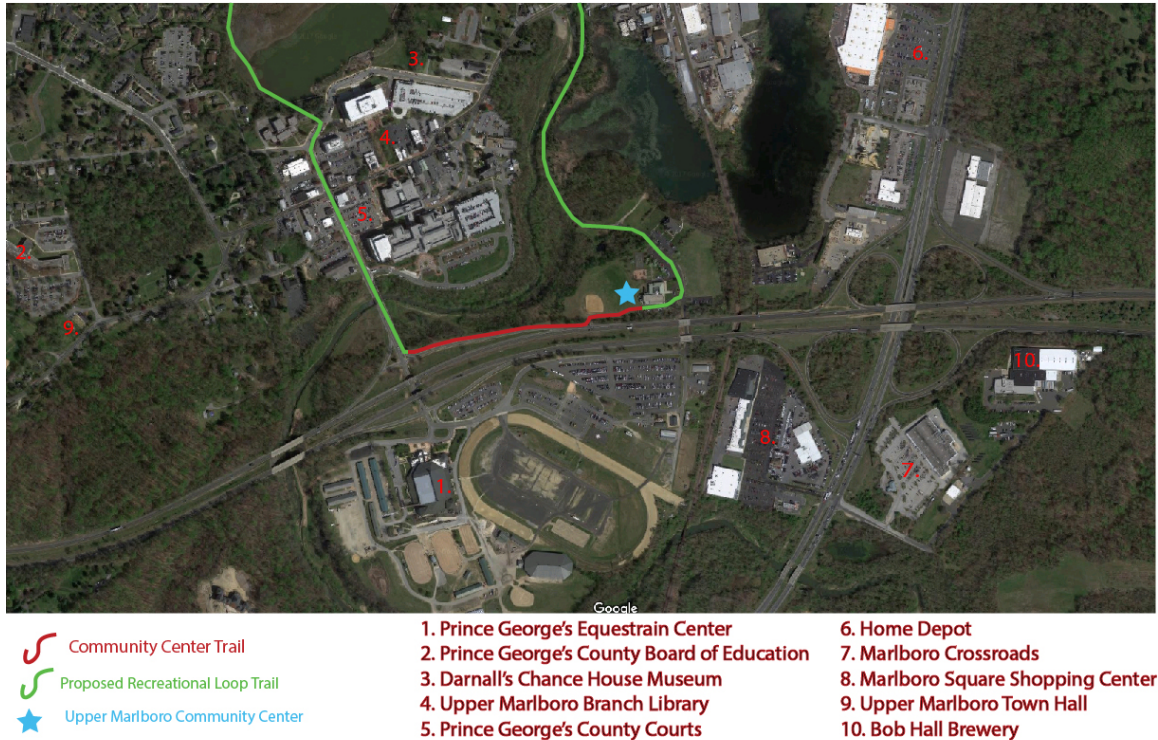 6.
3.
4.
5.
2.
9.
10.
8.
7.
1.
Google
Community Center Trail
Proposed Recreational Loop Trail
Upper Marlboro Community Center
1. Prince George's Equestrain Center
2. Prince George's County Board of Education
3. Darnall's Chance House Museum
4. Upper Marlboro Branch Library
5. Prince George's County Courts
6. Home Depot
7. Marlboro Crossroads
8. Marlboro Square Shopping Center
9. Upper Marlboro Town Hall
10. Bob Hall Brewery